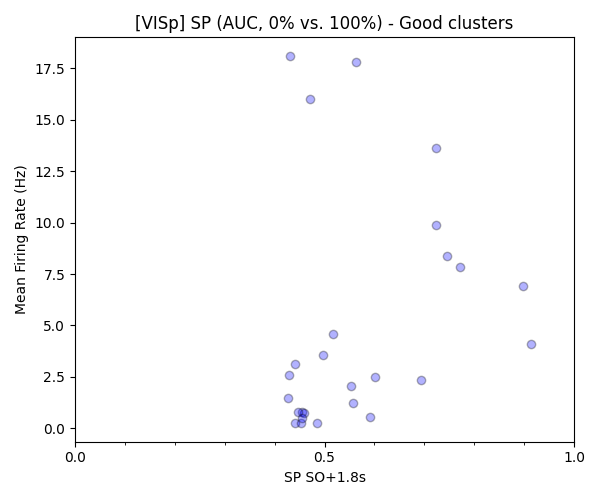 [VISp] SP (AUC, 0% vs. 100%) - Good clusters
17.5
15.0
12.5
10.0
7.5
5.0
2.5
0.0
Mean Firing Rate (Hz)
0.0 0.5 1.0
SP SO+1.8s